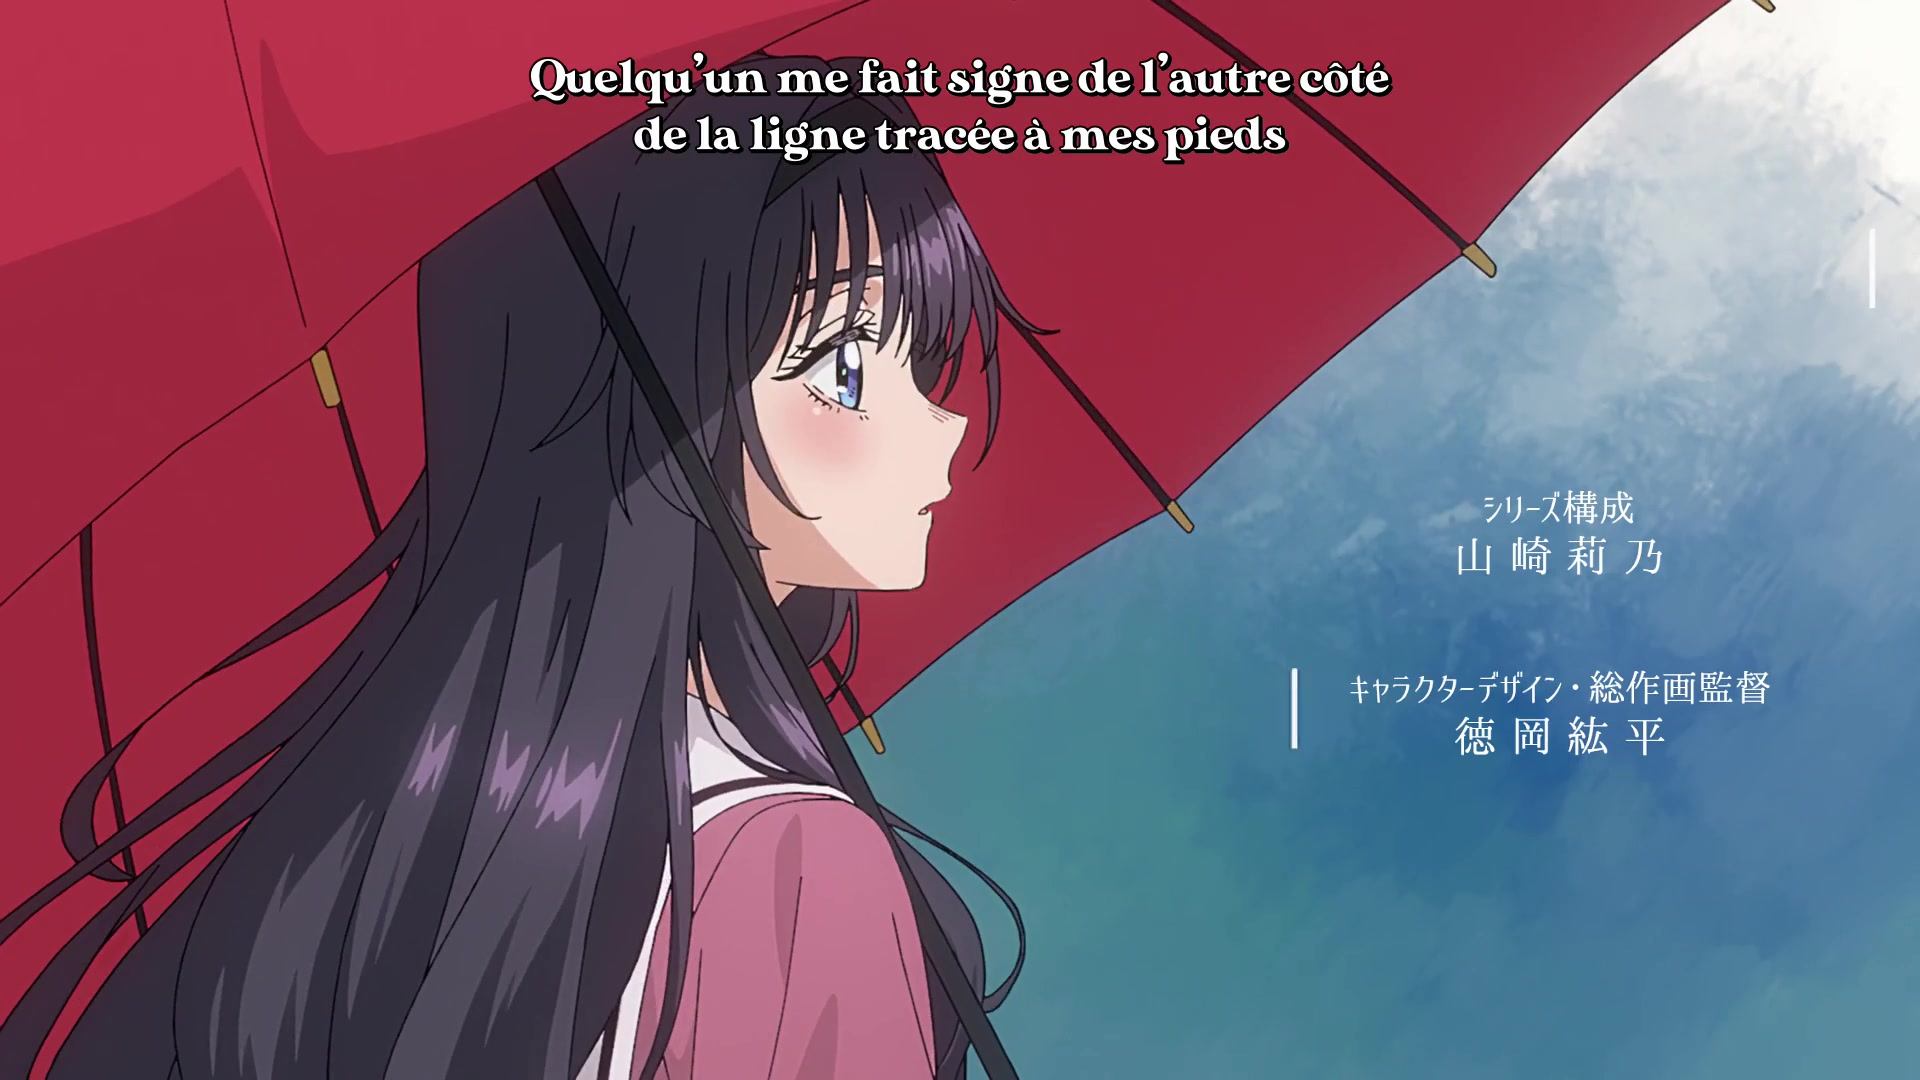 Quelqu’un me fait signe de l’autre côté
de la ligne tracée à mes pieds
シリーズ構成
山崎莉乃
キャラクターデザイン・総作画監督
徳岡紘平